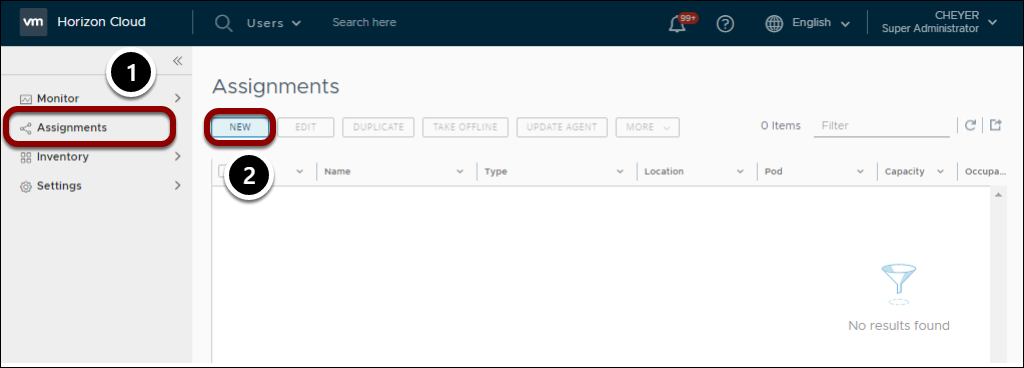 vm Horizon Cloud Users Search here 99+ ? English CHEYER
Super Administrator
1
Assignments
Monitor
Assignments
Inventory
Settings
NEW EDIT DUPLICATE TAKE OFFLINE UPDATE AGENT MORE 0 Items Filter
2
Name Type Location Pod Capacity Occupa...
No results found